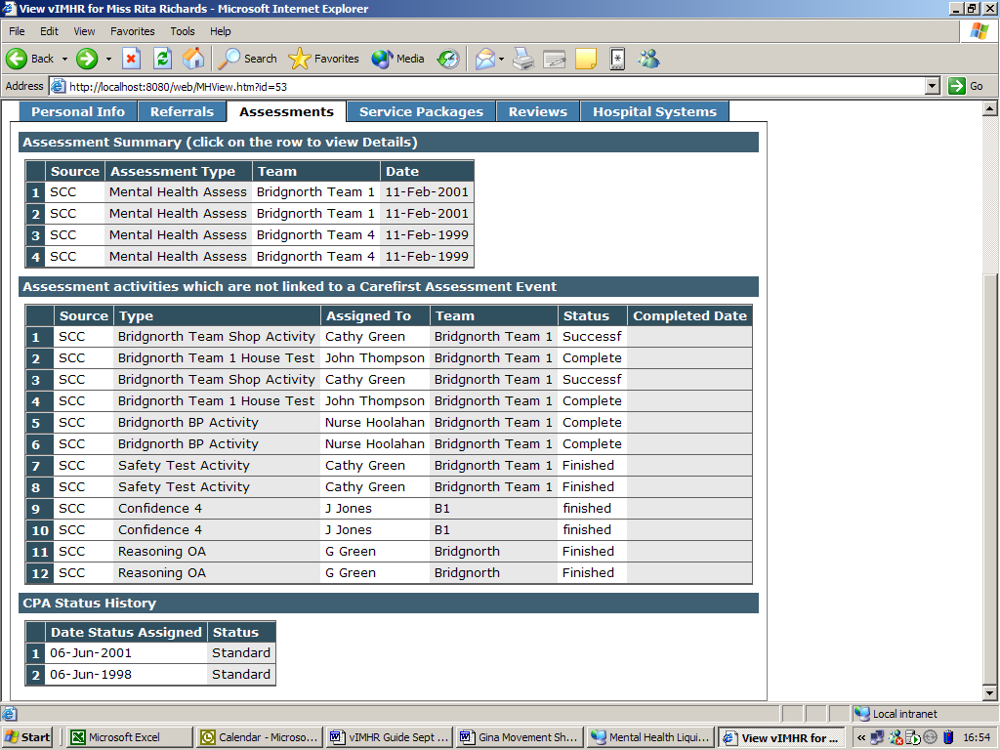 View vIMHR for Miss Rita Richards - Microsoft Internet Explorer
File Edit View Favorites Tools Help
Back Search Favorites Media
Address http://localhost:8080/web/MHView.htm?id=53 Go
Personal Info Referrals Assessments Service Packages Reviews Hospital Systems
Assessment Summary (click on the row to view Details)
Source Assessment Type Team Date
1 SCC Mental Health Assess Bridgnorth Team 1 11-Feb-2001
2 SCC Mental Health Assess Bridgnorth Team 1 11-Feb-2001
3 SCC Mental Health Assess Bridgnorth Team 4 11-Feb-1999
4 SCC Mental Health Assess Bridgnorth Team 4 11-Feb-1999
Assessment activities which are not linked to a Carefirst Assessment Event
Source Type Assigned To Team Status Completed Date
1 SCC Bridgnorth Team Shop Activity Cathy Green Bridgnorth Team 1 Successf
2 SCC Bridgnorth Team 1 House Test John Thompson Bridgnorth Team 1 Complete
3 SCC Bridgnorth Team Shop Activity Cathy Green Bridgnorth Team 1 Successf
4 SCC Bridgnorth Team 1 House Test John Thompson Bridgnorth Team 1 Complete
5 SCC Bridgnorth BP Activity Nurse Hoolahan Bridgnorth Team 1 Complete
6 SCC Bridgnorth BP Activity Nurse Hoolahan Bridgnorth Team 1 Complete
7 SCC Safety Test Activity Cathy Green Bridgnorth Team 1 Finished
8 SCC Safety Test Activity Cathy Green Bridgnorth Team 1 Finished
9 SCC Confidence 4 J Jones B1 finished
10 SCC Confidence 4 J Jones B1 finished
11 SCC Reasoning OA G Green Bridgnorth Finished
12 SCC Reasoning OA G Green Bridgnorth Finished
CPA Status History
Date Status Assigned Status
1 06-Jun-2001 Standard
2 06-Jun-1998 Standard
Local intranet
Start Microsoft Excel Calendar - Microso... vIMHR Guide Sept ... Gina Movement Sh... Mental Health Liqui... View vIMHR for ... « 16:54